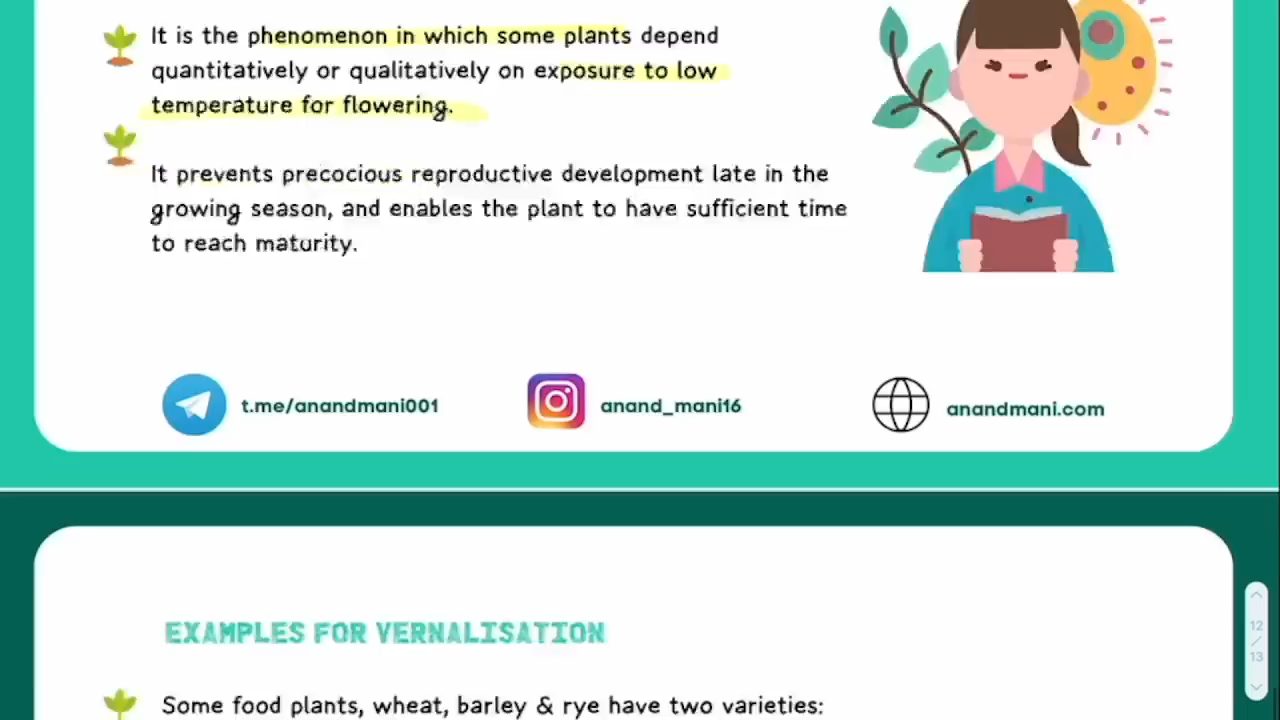 It is the phenomenon in which some plants depend
quantitatively or qualitatively on exposure to low
temperature for flowering.
It prevents precocious reproductive development late in the
growing season, and enables the plant to have sufficient time
to reach maturity.
t.me/anandmani001
anand_mani16
anandmani.com
EXAMPLES FOR VERNALISATION
Some food plants, wheat, barley & rye have two varieties:
12
/
13